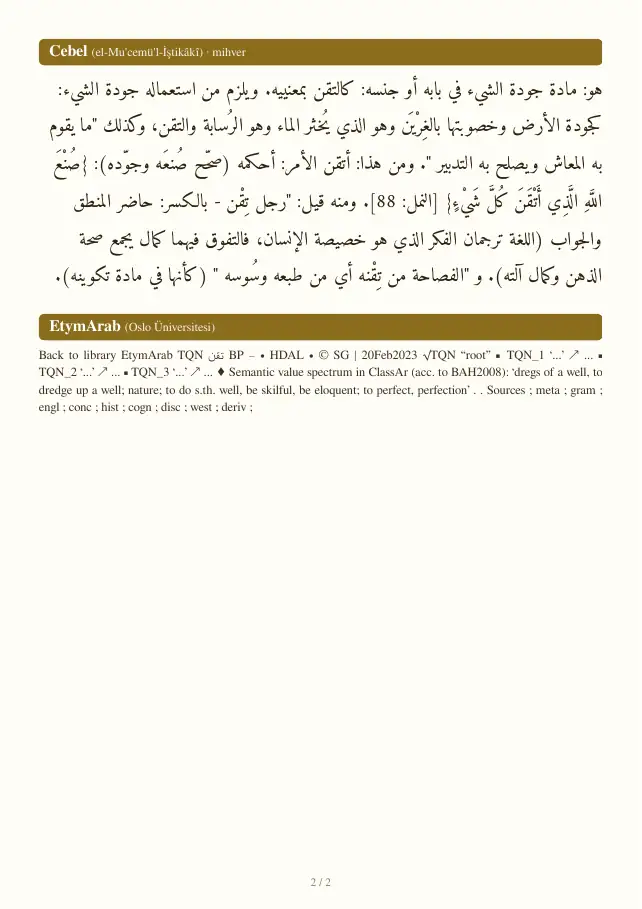 Cebel (el-Mu'cemü'l-İştikâkî) · mihver
هو: مادة جودة الشيء في بابه أو جنسه: كالتقن بمعنييه. ويلزم من استعماله جودة الشيء:
كجودة الأرض وخصوبتها بالغِرْيَن وهو الذي يُخثر الماء وهو الرُسابة والتقن، وكذلك "ما يقوم
به المعاش ويصلح به التدبير ". ومن هذا: أتقن الأمر: أحكمه (صحّح صُنعَه وجوّده): {صُنْعَ
اللَّهِ الَّذِي أَتْقَنَ كُلَّ شَيْءٍ} [النمل: 88]. ومنه قيل: "رجل تِقْن - بالكسر: حاضر المنطق
والجواب (اللغة ترجمان الفكر الذي هو خصيصة الإنسان، فالتفوق فيهما كمال يجمع صحة
الذهن وكمال آلته). و "الفصاحة من تِقْنه أي من طبعه وسُوسه " (كأنها في مادة تكوينه).
EtymArab (Oslo Üniversitesi)
Back to library EtymArab TQN تقن BP – • HDAL • © SG | 20Feb2023 √TQN “root” ▪ TQN_1 ‘...’ ↗ ... ▪
TQN_2 ‘...’ ↗ ... ▪ TQN_3 ‘...’ ↗ ... ♦ Semantic value spectrum in ClassAr (acc. to BAH2008): ‘dregs of a well, to
dredge up a well; nature; to do s.th. well, be skilful, be eloquent; to perfect, perfection’ . . Sources ; meta ; gram ;
engl ; conc ; hist ; cogn ; disc ; west ; deriv ;
2 / 2